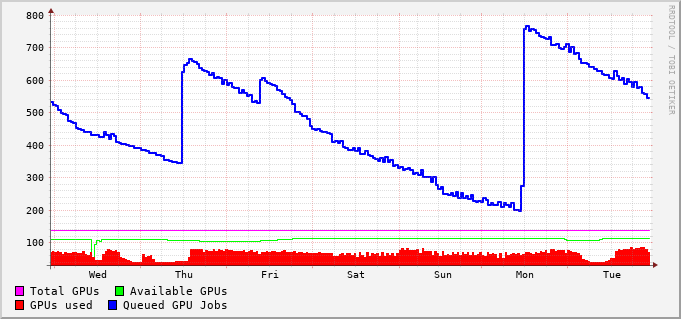 800
700
600
500
400
300
200
100
Wed Thu Fri Sat Sun Mon Tue
Total GPUs Available GPUs
GPUs used Queued GPU Jobs
RRDTOOL / TOBI OETIKER